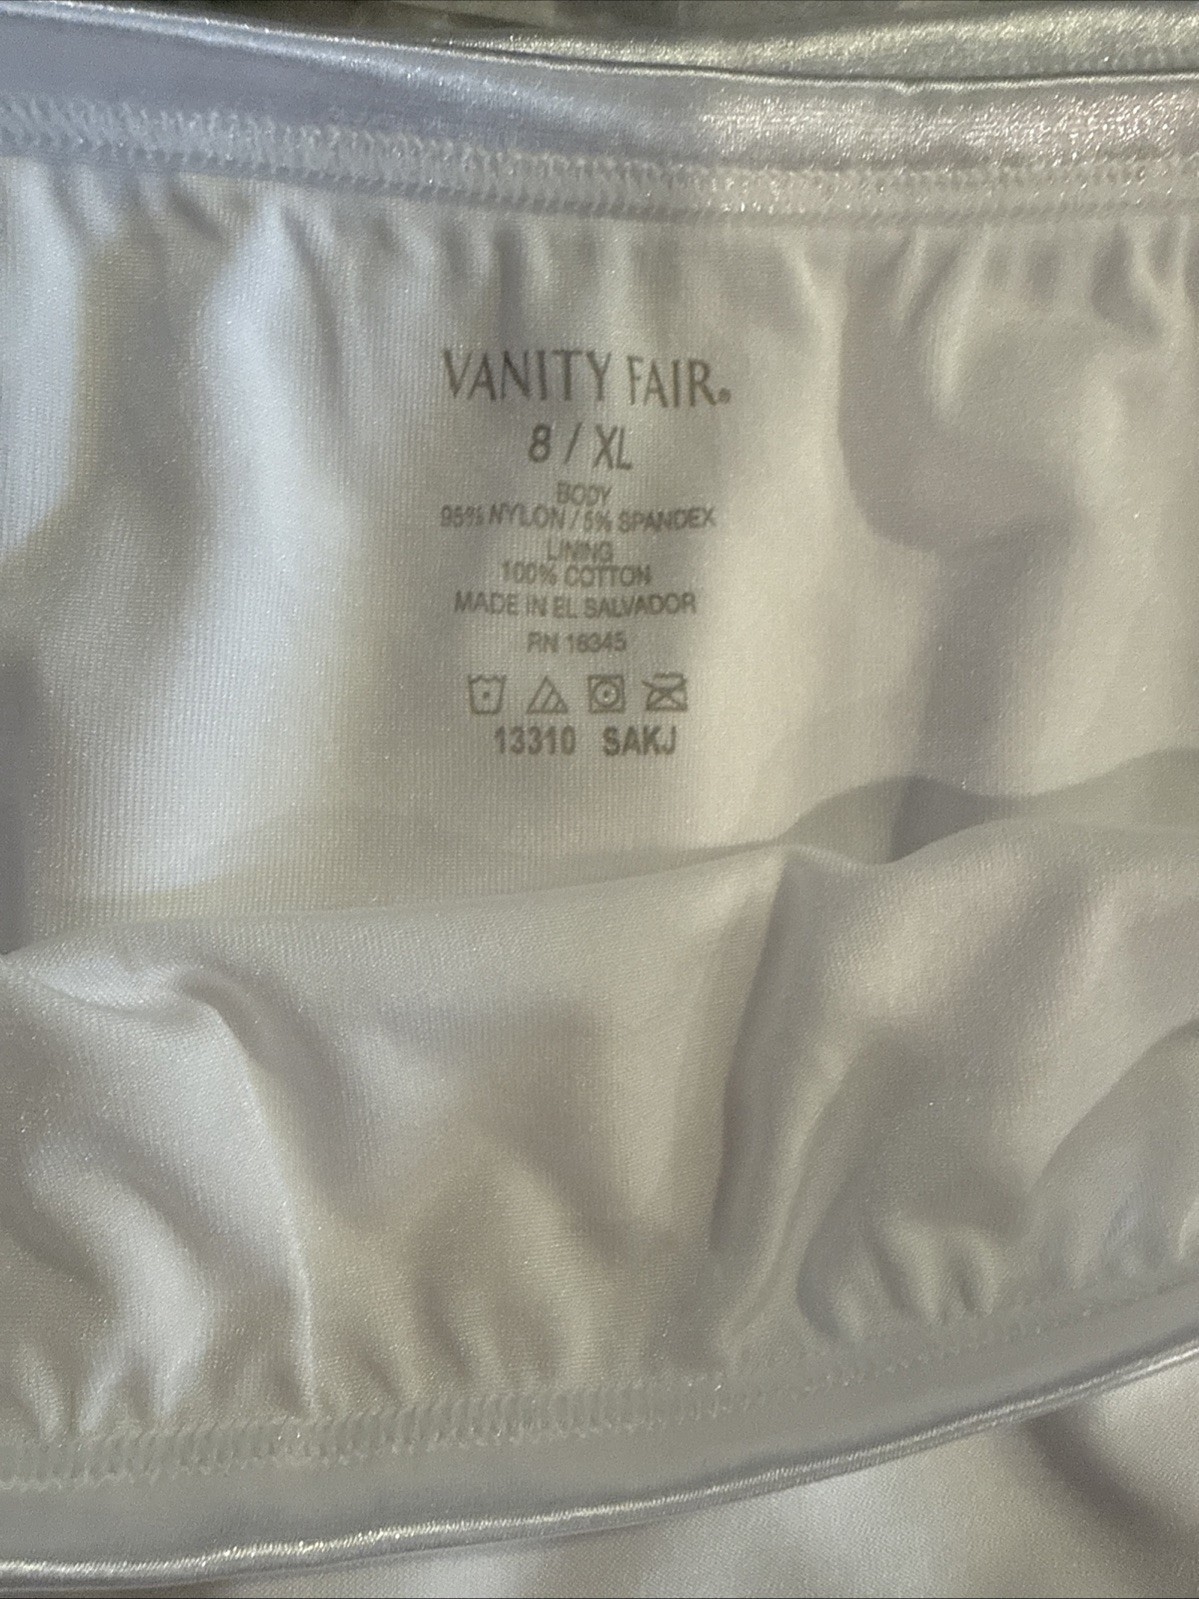 VANITY FAIR®
8 / XL
BODY
95% NYLON / 5% SPANDEX
LINING
100% COTTON
MADE IN EL SALVADOR
RN 16345
13310 SAKJ